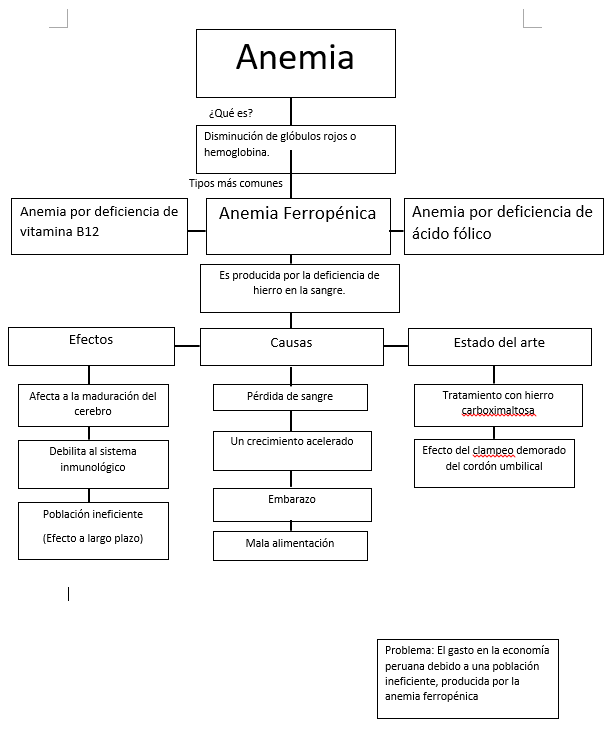 Anemia
¿Qué es?
Disminución de glóbulos rojos o
hemoglobina.
Tipos más comunes
Anemia por deficiencia de
vitamina B12
Anemia Ferropénica
Anemia por deficiencia de
ácido fólico
Es producida por la deficiencia de
hierro en la sangre.
Efectos
Causas
Estado del arte
Afecta a la maduración del
cerebro
Debilita al sistema
inmunológico
Población ineficiente
(Efecto a largo plazo)
Pérdida de sangre
Un crecimiento acelerado
Embarazo
Mala alimentación
Tratamiento con hierro
carboximaltosa
Efecto del clampeo demorado
del cordón umbilical
Problema: El gasto en la economía
peruana debido a una población
ineficiente, producida por la
anemia ferropénica